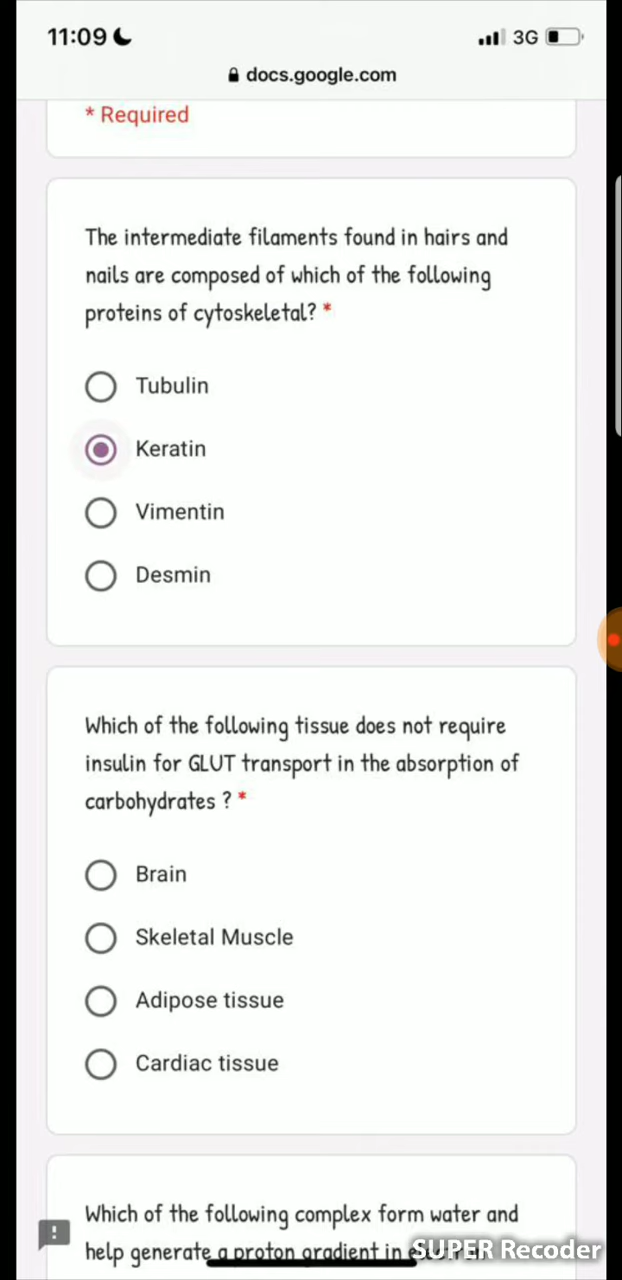 11:09
3G
docs.google.com
* Required
The intermediate filaments found in hairs and
nails are composed of which of the following
proteins of cytoskeletal? *
Tubulin
Keratin
Vimentin
Desmin
Which of the following tissue does not require
insulin for GLUT transport in the absorption of
carbohydrates ? *
Brain
Skeletal Muscle
Adipose tissue
Cardiac tissue
Which of the following complex form water and
help generate a proton gradient in
SUPER Recoder